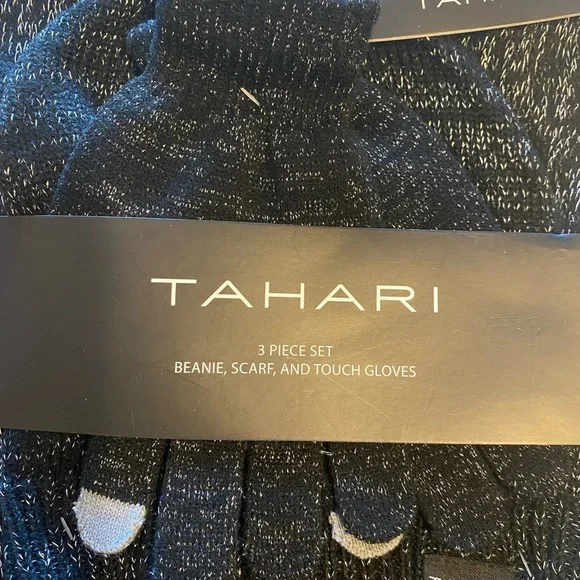 TAHARI
3 PIECE SET
BEANIE, SCARF, AND TOUCH GLOVES